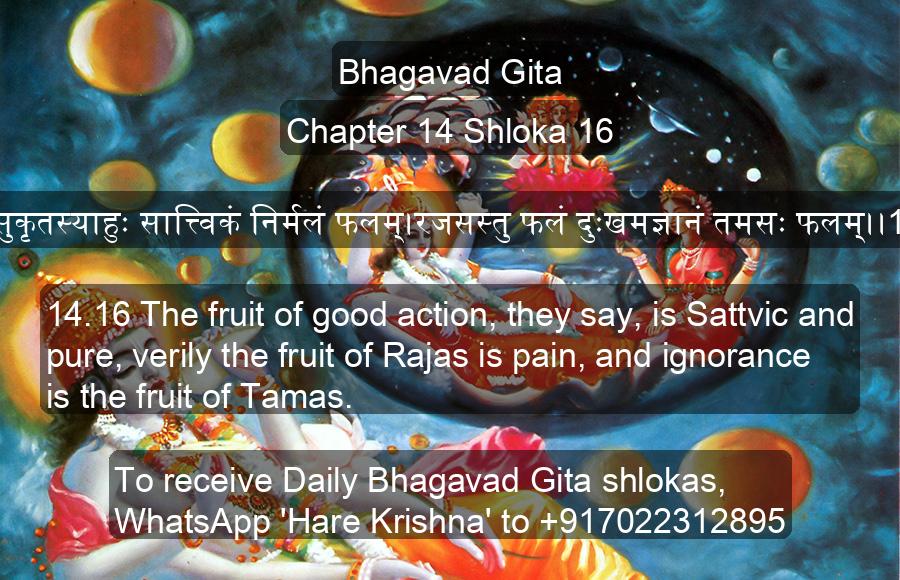 Bhagavad Gita
Chapter 14 Shloka 16
सुकृतस्याहुः सात्त्विकं निर्मलं फलम्।रजसस्तु फलं दुःखमज्ञानं तमसः फलम्।।1
14.16 The fruit of good action, they say, is Sattvic and
pure, verily the fruit of Rajas is pain, and ignorance
is the fruit of Tamas.
To receive Daily Bhagavad Gita shlokas,
WhatsApp 'Hare Krishna' to +917022312895